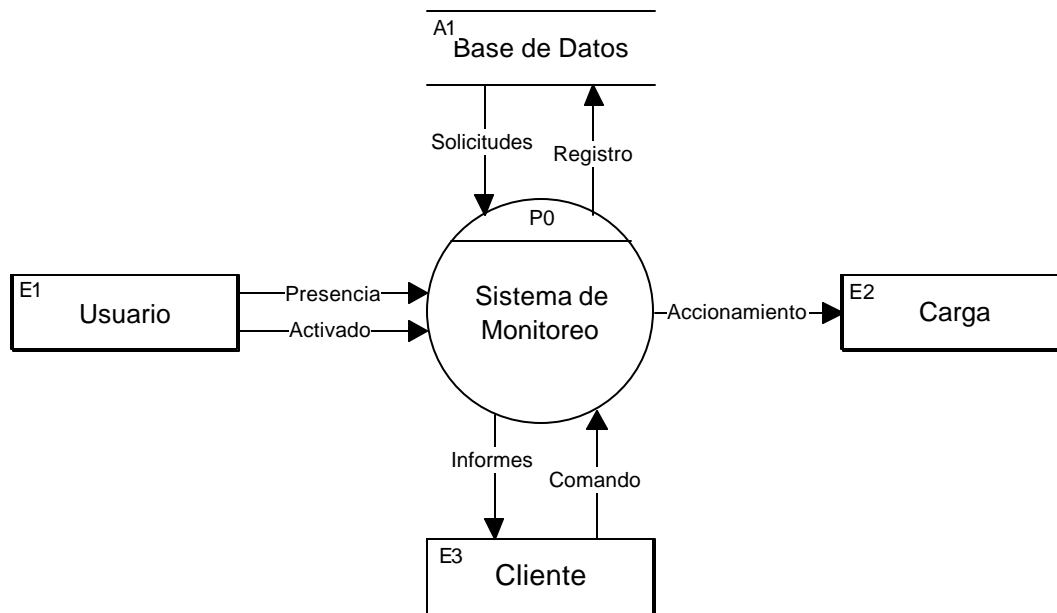 A1
Base de Datos
Solicitudes
Registro
P0
Sistema de
Monitoreo
E1
Usuario
Presencia
Activado
Accionamiento
E2
Carga
Informes
Comando
E3
Cliente